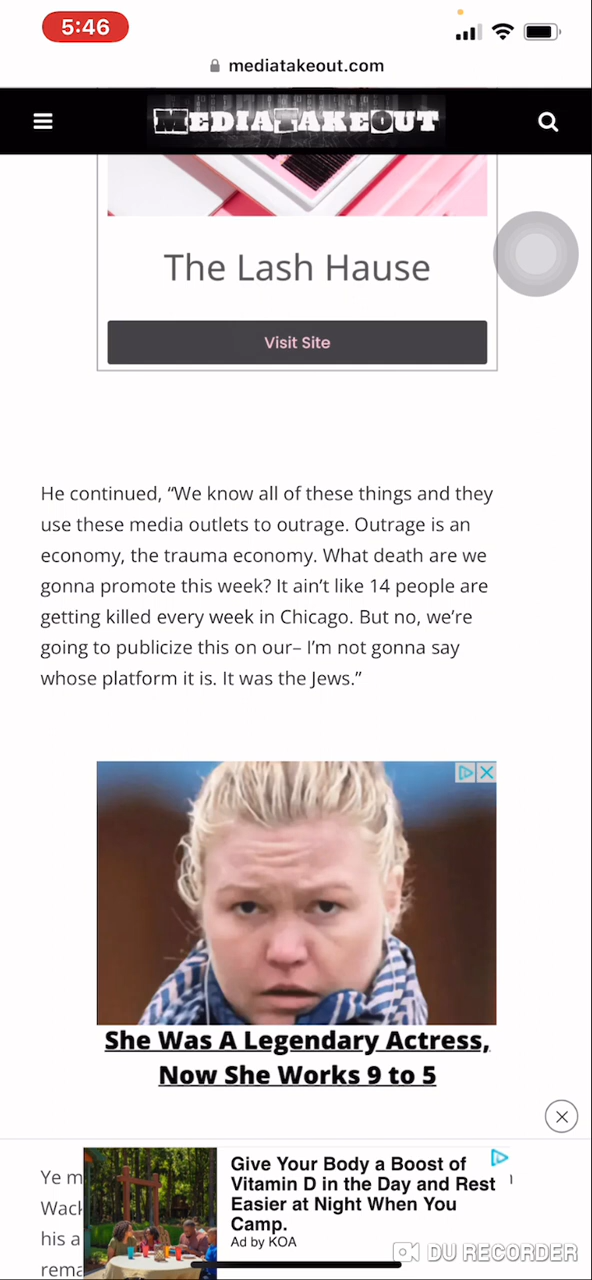 5:46
mediatakeout.com
MEDIATAKEOUT
The Lash Hause
Visit Site
He continued, “We know all of these things and they
use these media outlets to outrage. Outrage is an
economy, the trauma economy. What death are we
gonna promote this week? It ain’t like 14 people are
getting killed every week in Chicago. But no, we’re
going to publicize this on our– I’m not gonna say
whose platform it is. It was the Jews.”
She Was A Legendary Actress,
Now She Works 9 to 5
Ye m
Wack
his a
rema
Give Your Body a Boost of
Vitamin D in the Day and Rest
Easier at Night When You
Camp.
Ad by KOA
DU RECORDER